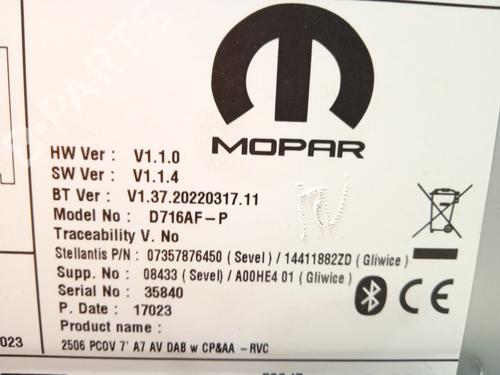 MOPAR
HW Ver : V1.1.0
SW Ver : V1.1.4
BT Ver : V1.37.20220317.11
Model No : D716AF-P
Traceability V. No
Stellantis P/N : 07357876450 ( Sevel ) / 14411882ZD ( Gliwice )
Supp. No : 08433 ( Sevel ) / A00HE4 01 ( Gliwice )
Serial No : 35840
P. Date : 17023
Product name :
2506 PCOV 7' A7 AV DAB w CP&AA - RVC
023